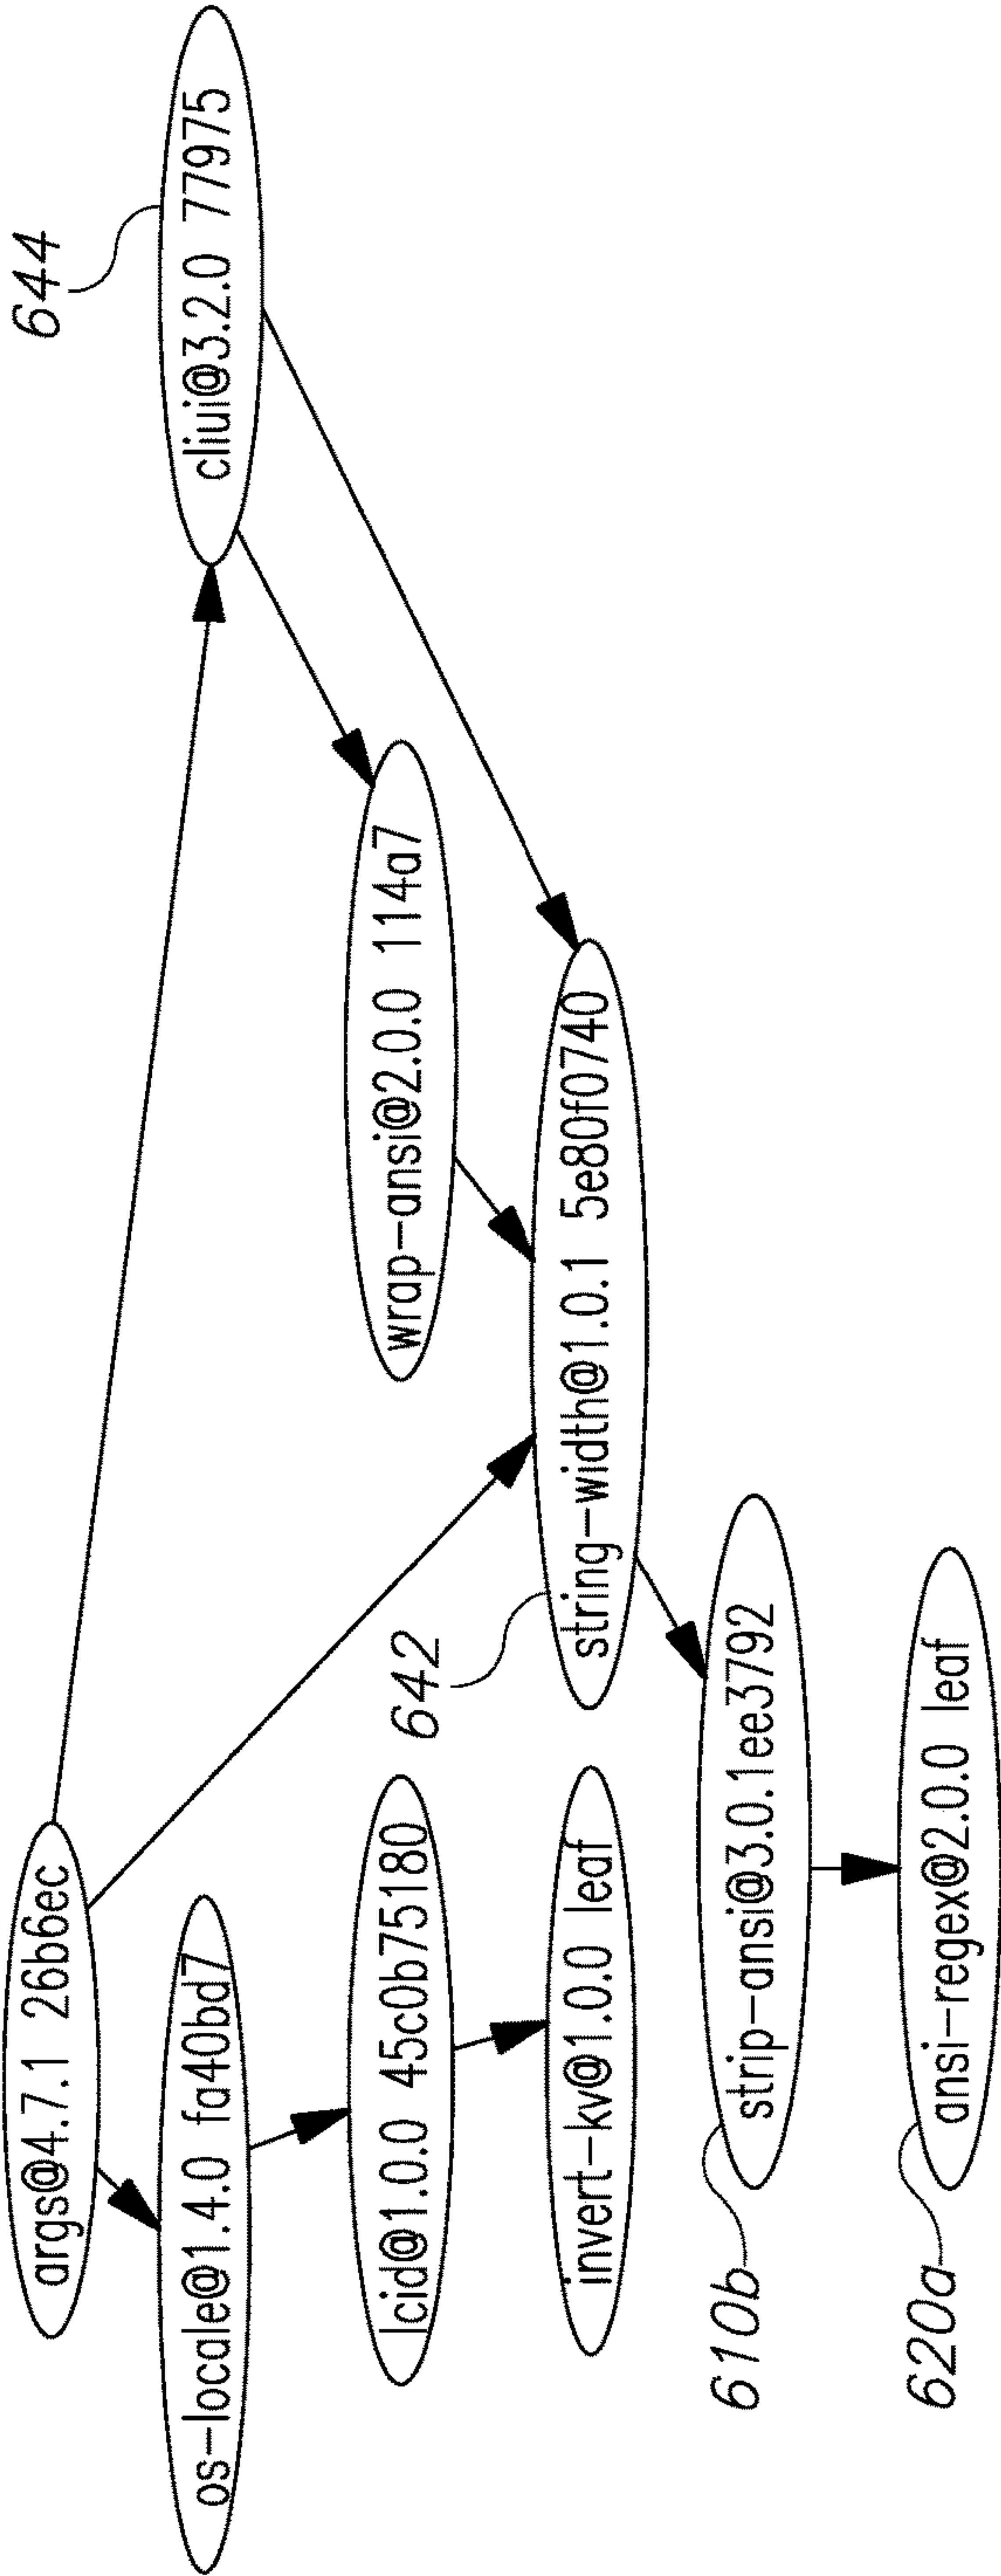 644
args@4.7.1 26b6ec
cliui@3.2.0 77975
os-locale@1.4.0 fa40bd7
lcid@1.0.0 45c0b75180
wrap-ansi@2.0.0 114a7
642
invert-kv@1.0.0 leaf
string-width@1.0.1 5e80f0740
610b
strip-ansi@3.0.1ee3792
620a
ansi-regex@2.0.0 leaf